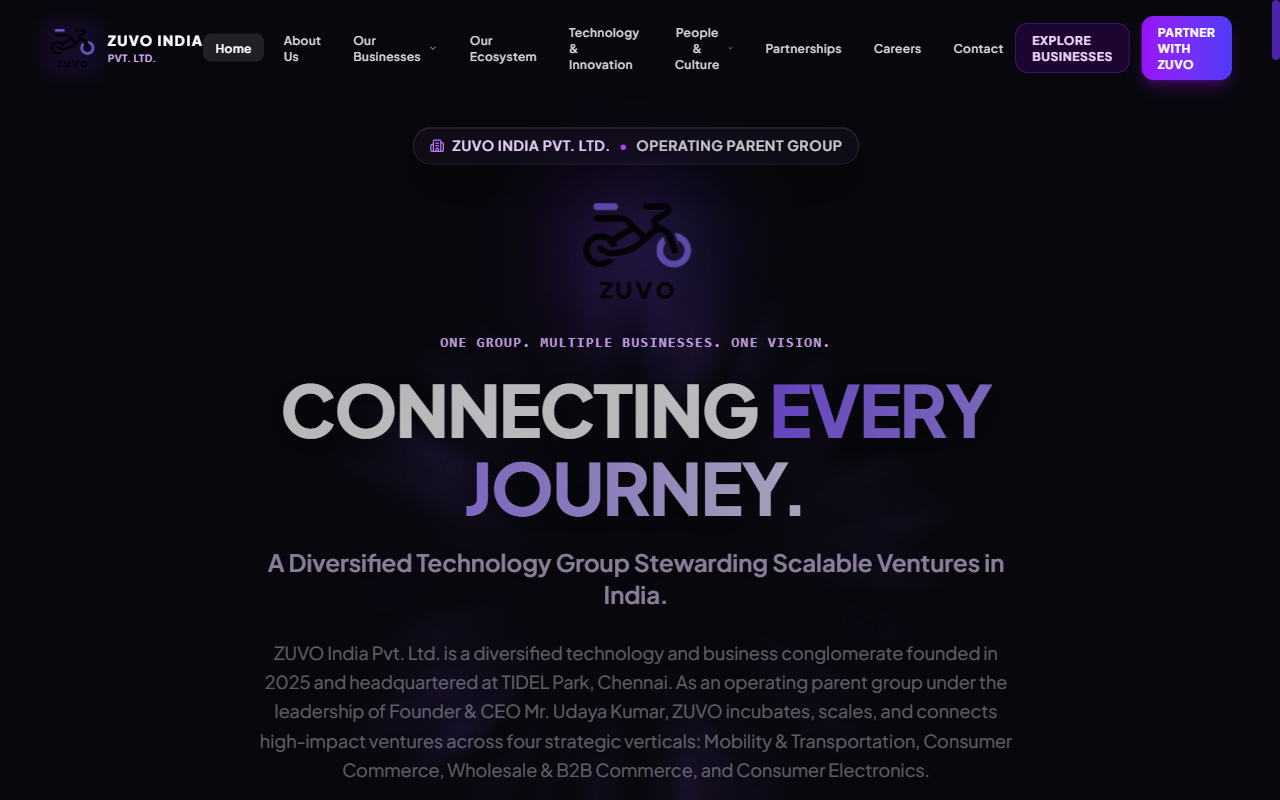 ZUVO
ZUVO INDIA
PVT. LTD.
Home
About
Us
Our
Businesses
Our
Ecosystem
Technology
&
Innovation
People
&
Culture
Partnerships
Careers
Contact
EXPLORE
BUSINESSES
PARTNER
WITH
ZUVO
ZUVO INDIA PVT. LTD. • OPERATING PARENT GROUP
ZUVO
ONE GROUP. MULTIPLE BUSINESSES. ONE VISION.
CONNECTING EVERY
JOURNEY.
A Diversified Technology Group Stewarding Scalable Ventures in
India.
ZUVO India Pvt. Ltd. is a diversified technology and business conglomerate founded in
2025 and headquartered at TIDEL Park, Chennai. As an operating parent group under the
leadership of Founder & CEO Mr. Udaya Kumar, ZUVO incubates, scales, and connects
high-impact ventures across four strategic verticals: Mobility & Transportation, Consumer
Commerce, Wholesale & B2B Commerce, and Consumer Electronics.